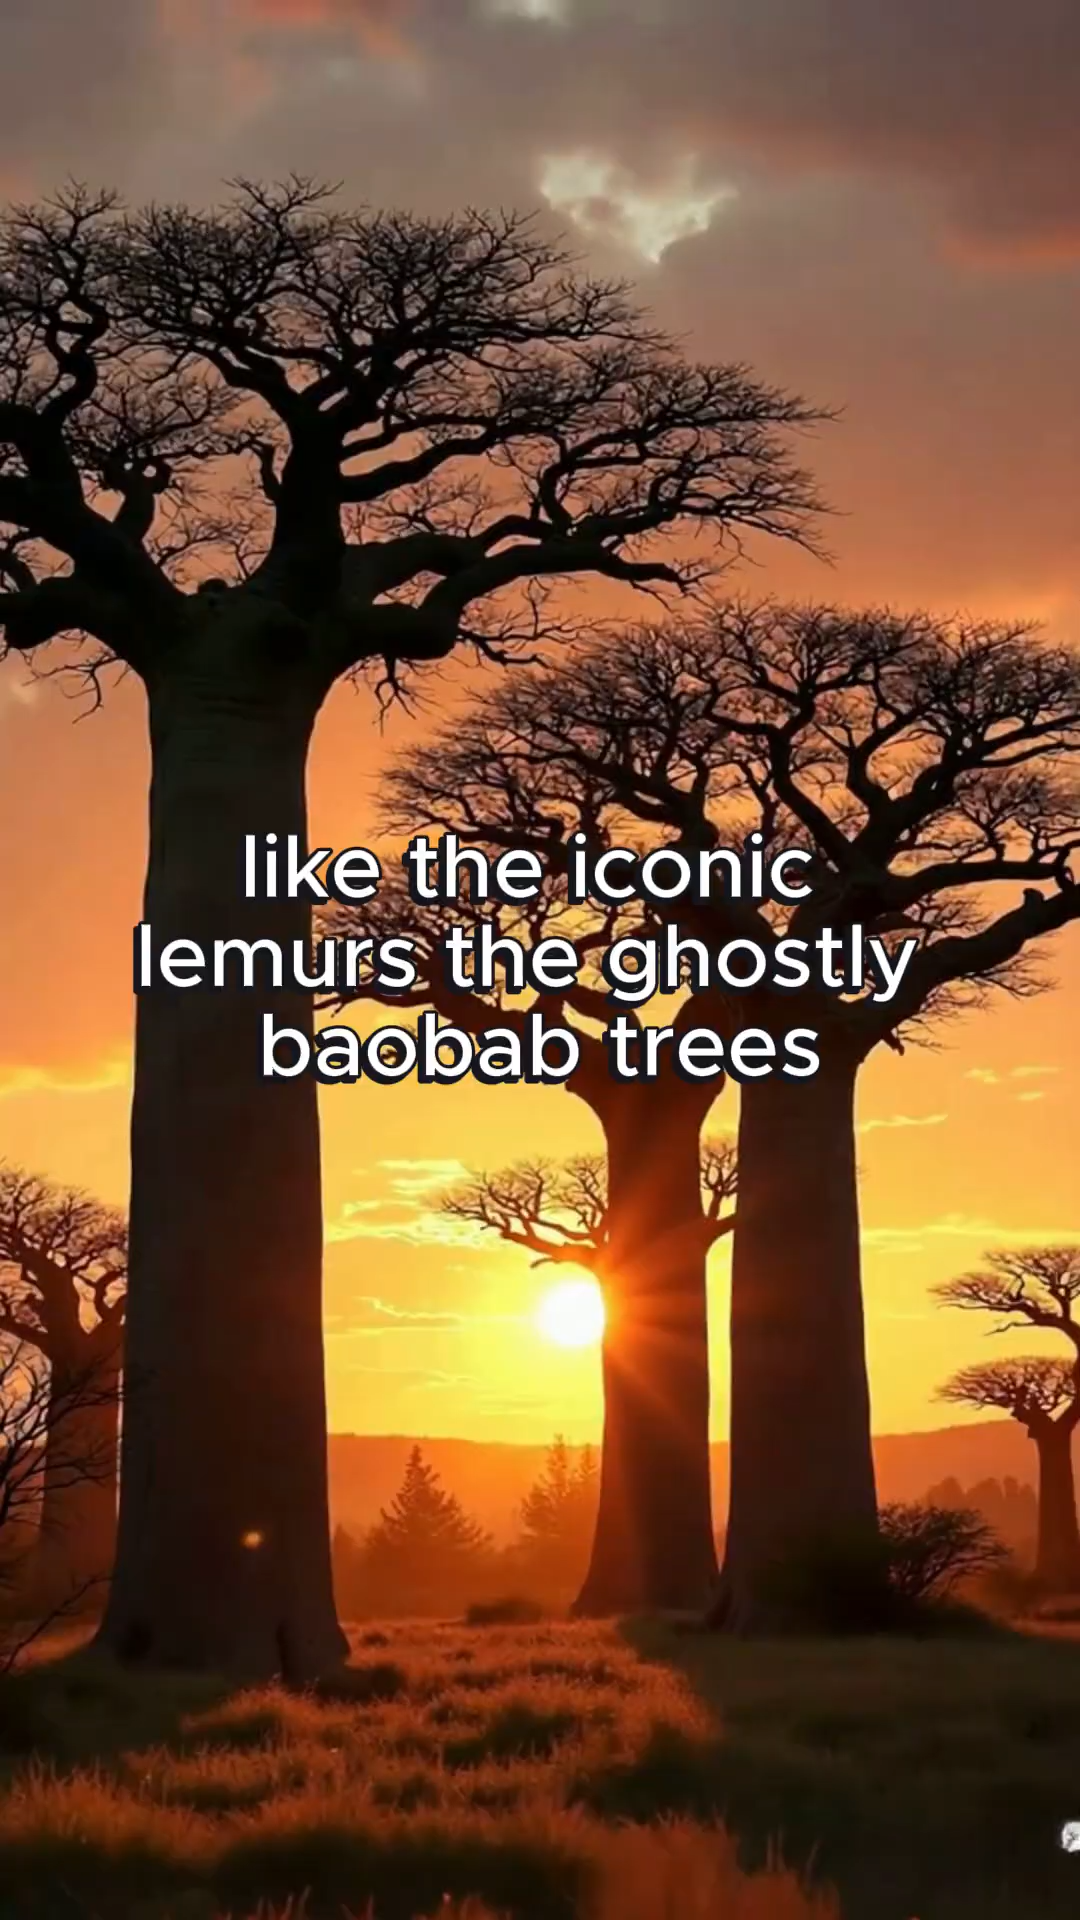 like the iconic
lemurs the ghostly
baobab trees